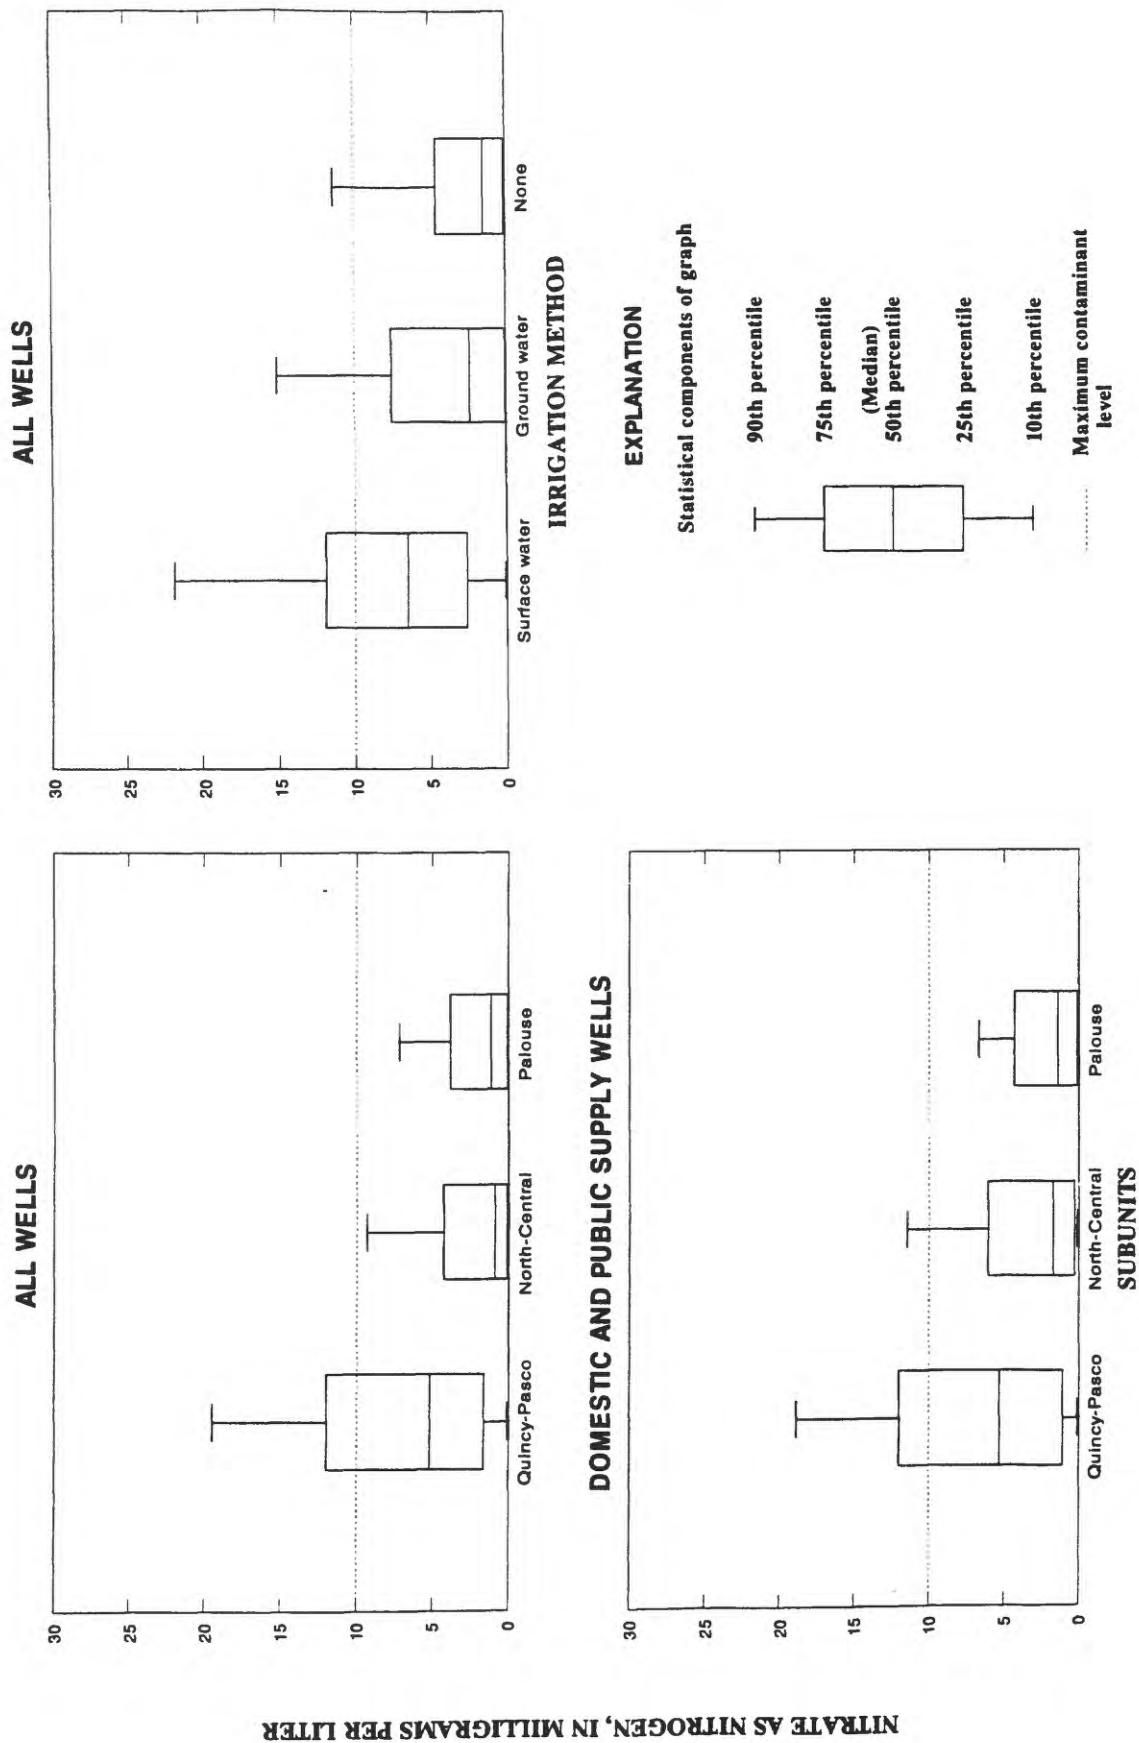 NITRATE AS NITROGEN, IN MILLIGRAMS PER LITER
ALL WELLS
30
25
20
15
10
5
0
Quincy-Pasco
North-Central
Palouse
ALL WELLS
30
25
20
15
10
5
0
Surface water
Ground water
None
IRRIGATION METHOD
DOMESTIC AND PUBLIC SUPPLY WELLS
30
25
20
15
10
5
0
Quincy-Pasco
North-Central
Palouse
SUBUNITS
EXPLANATION
Statistical components of graph
90th percentile
75th percentile
(Median)
50th percentile
25th percentile
10th percentile
Maximum contaminant
level